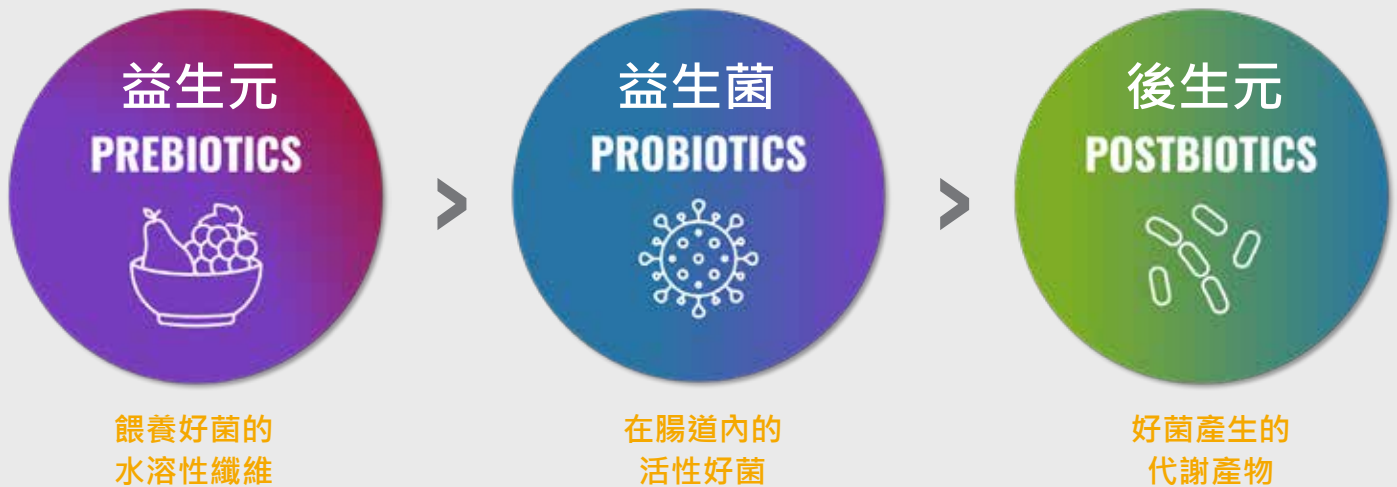 益生元
PREBIOTICS
餵養好菌的
水溶性纖維
>
益生菌
PROBIOTICS
在腸道內的
活性好菌
>
後生元
POSTBIOTICS
好菌產生的
代謝產物